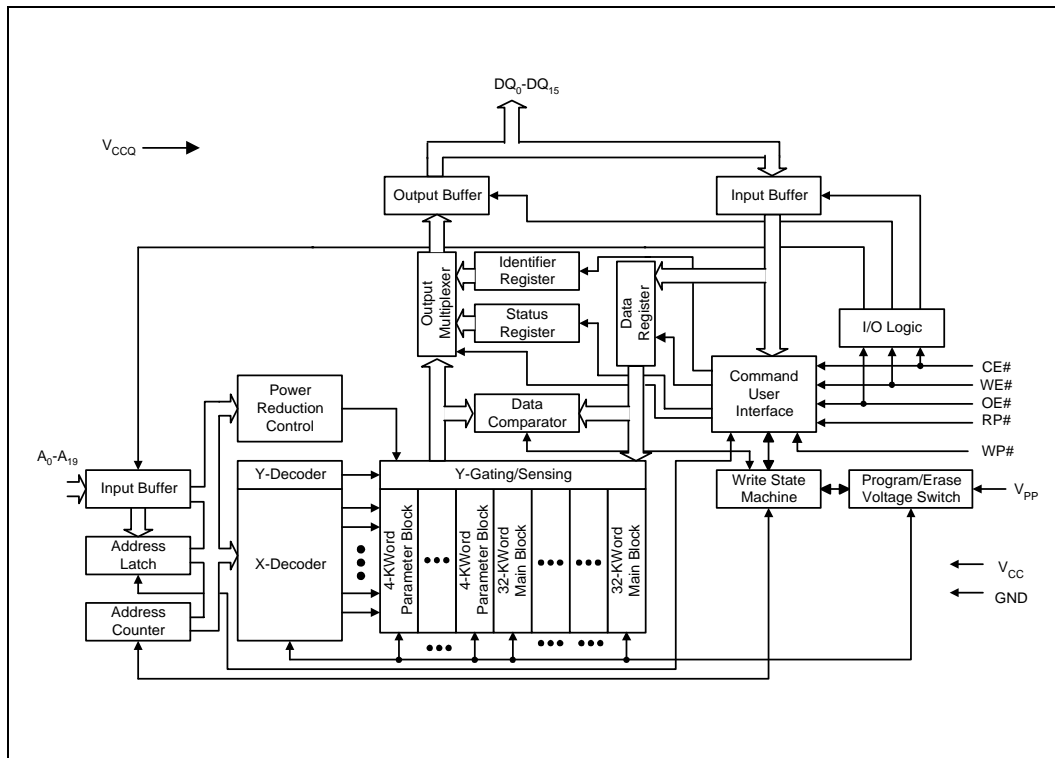 DQ0-DQ15
VCCQ
Output Buffer
Input Buffer
Output
Multiplexer
Identifier
Register
Status
Register
Data
Register
I/O Logic
Command
User
Interface
CE#
WE#
OE#
RP#
WP#
Power
Reduction
Control
Data
Comparator
A0-A19
Input Buffer
Y-Decoder
Y-Gating/Sensing
Write State
Machine
Program/Erase
Voltage Switch
VPP
Address
Latch
X-Decoder
4-KWord
Parameter Block
4-KWord
Parameter Block
32-KWord
Main Block
32-KWord
Main Block
Address
Counter
VCC
GND